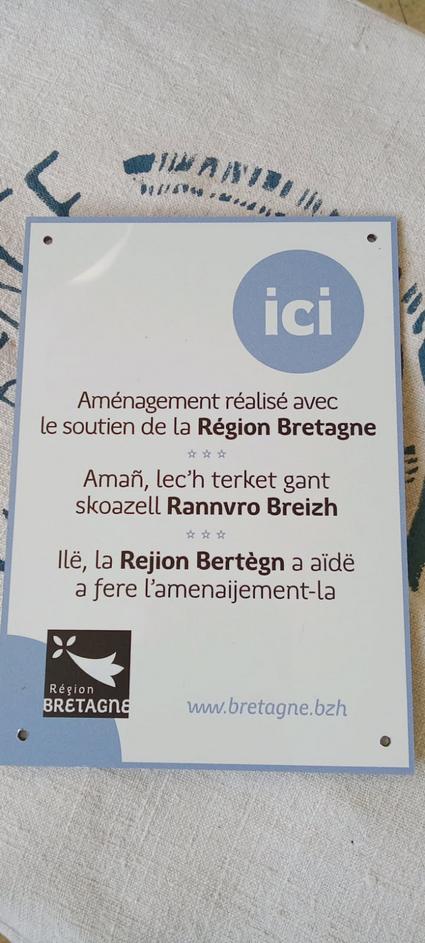 ici
Aménagement réalisé avec
le soutien de la Région Bretagne
☆ ☆ ☆
Amañ, lec'h terket gant
skoazell Rannvro Breizh
☆ ☆ ☆
Ilë, la Rejion Bertègn a aïdë
a fere l'amenaijement-la
Région
BRETAGNE
www.bretagne.bzh